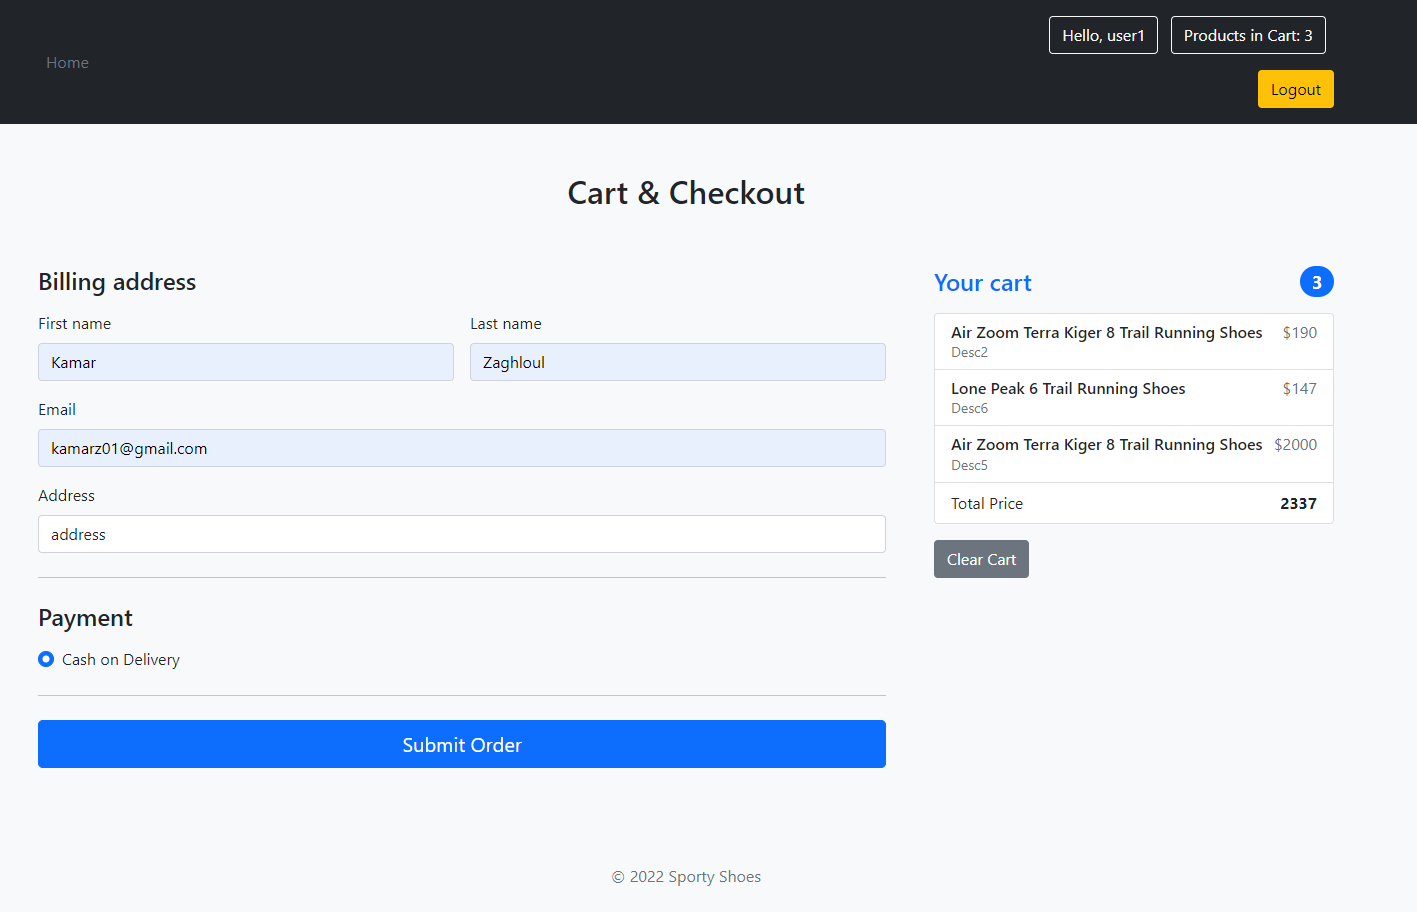 Hello, user1 Products in Cart: 3
Home
Logout
Cart & Checkout
Billing address
First name Last name
Kamar Zaghloul
Email
kamarz01@gmail.com
Address
address
Payment
Cash on Delivery
Submit Order
Your cart 3
Air Zoom Terra Kiger 8 Trail Running Shoes $190
Desc2
Lone Peak 6 Trail Running Shoes $147
Desc6
Air Zoom Terra Kiger 8 Trail Running Shoes $2000
Desc5
Total Price 2337
Clear Cart
© 2022 Sporty Shoes